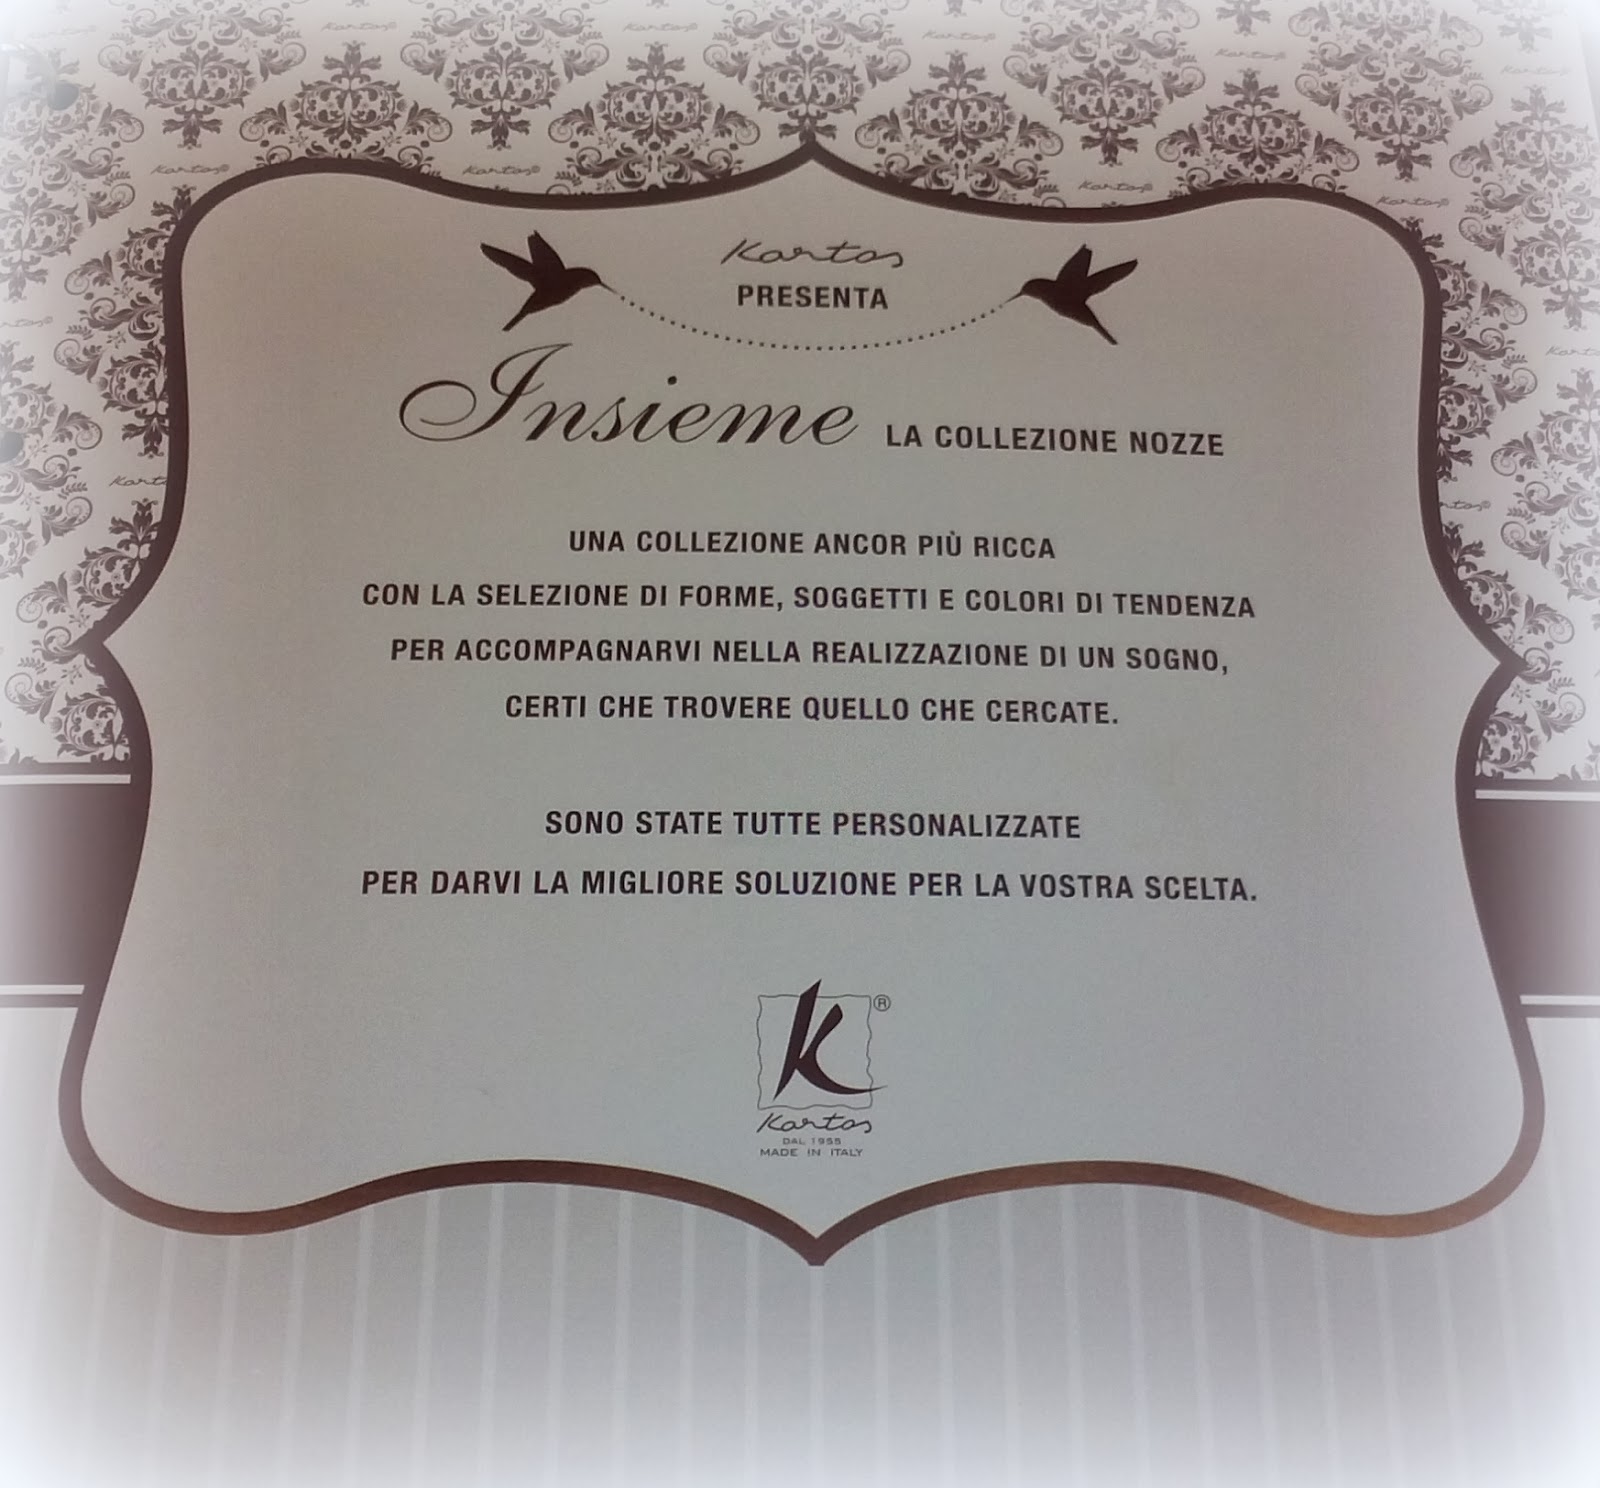 Kartos
PRESENTA
Insieme LA COLLEZIONE NOZZE
UNA COLLEZIONE ANCOR PIÙ RICCA
CON LA SELEZIONE DI FORME, SOGGETTI E COLORI DI TENDENZA
PER ACCOMPAGNARVI NELLA REALIZZAZIONE DI UN SOGNO,
CERTI CHE TROVERE QUELLO CHE CERCATE.
SONO STATE TUTTE PERSONALIZZATE
PER DARVI LA MIGLIORE SOLUZIONE PER LA VOSTRA SCELTA.
K ®
Kartos
DAL 1955
MADE IN ITALY